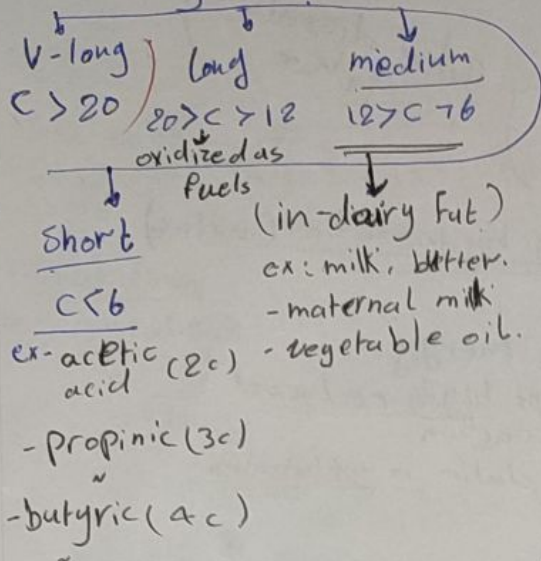 V-long
C > 20
Long
20>C >12
oxidized as
fuels
medium
12>C >6
(in-dairy Fut)
ex: milk, butter.
- maternal milk
- vegetable oil.
Short
C<6
ex- acetic (2c)
acid
- propinic (3c)
~
- butyric (4c)
~